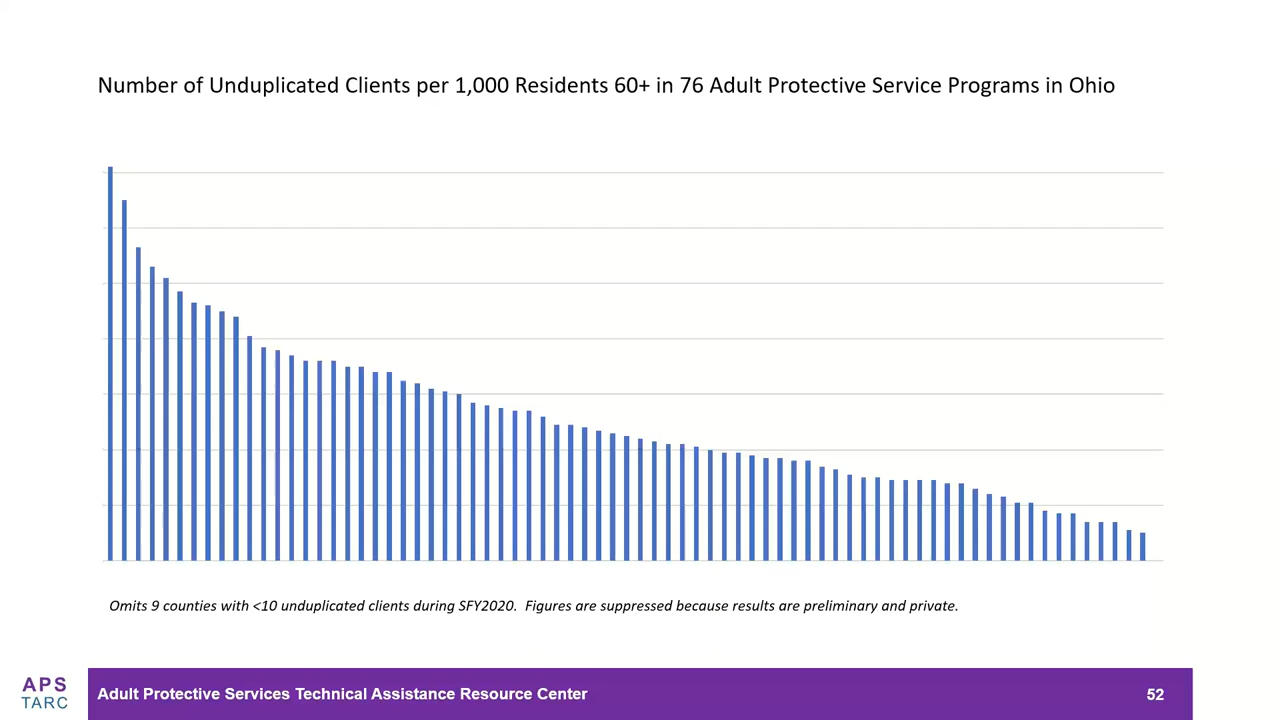 Number of Unduplicated Clients per 1,000 Residents 60+ in 76 Adult Protective Service Programs in Ohio
Omits 9 counties with <10 unduplicated clients during SFY2020.  Figures are suppressed because results are preliminary and private.
APS
TARC
Adult Protective Services Technical Assistance Resource Center
52